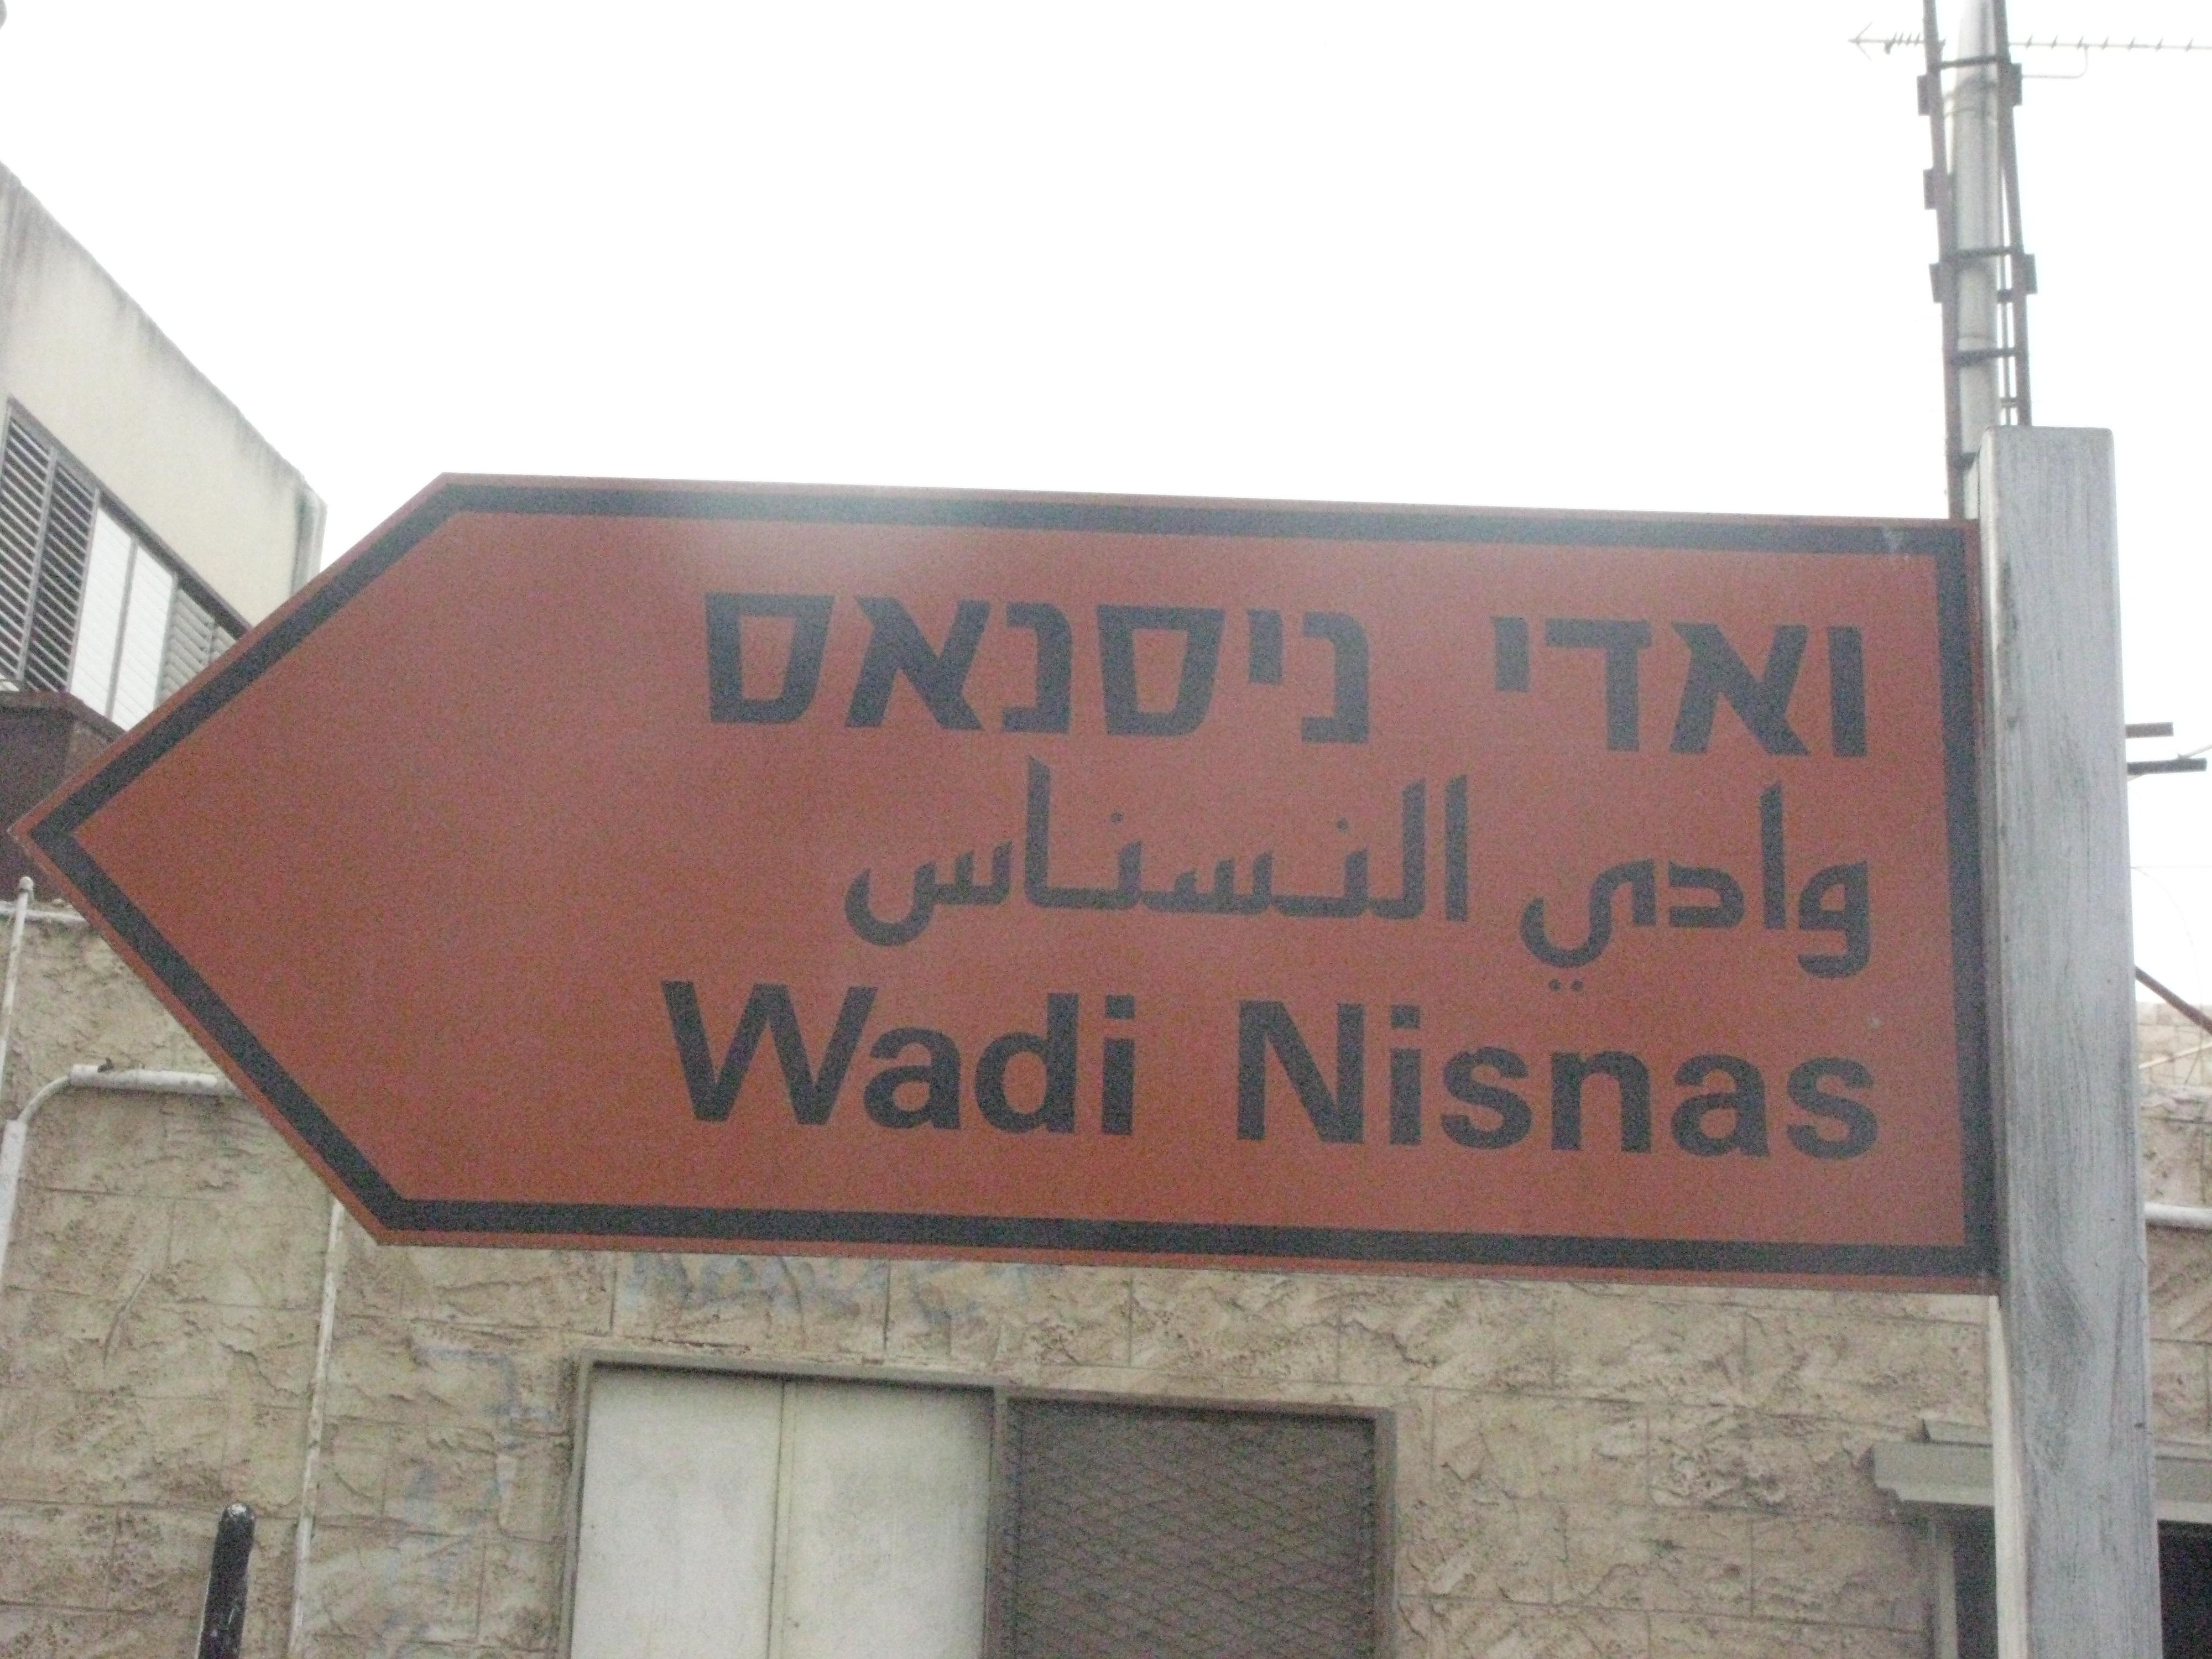 ואדי ניסנאס
وادي النسناس
Wadi Nisnas